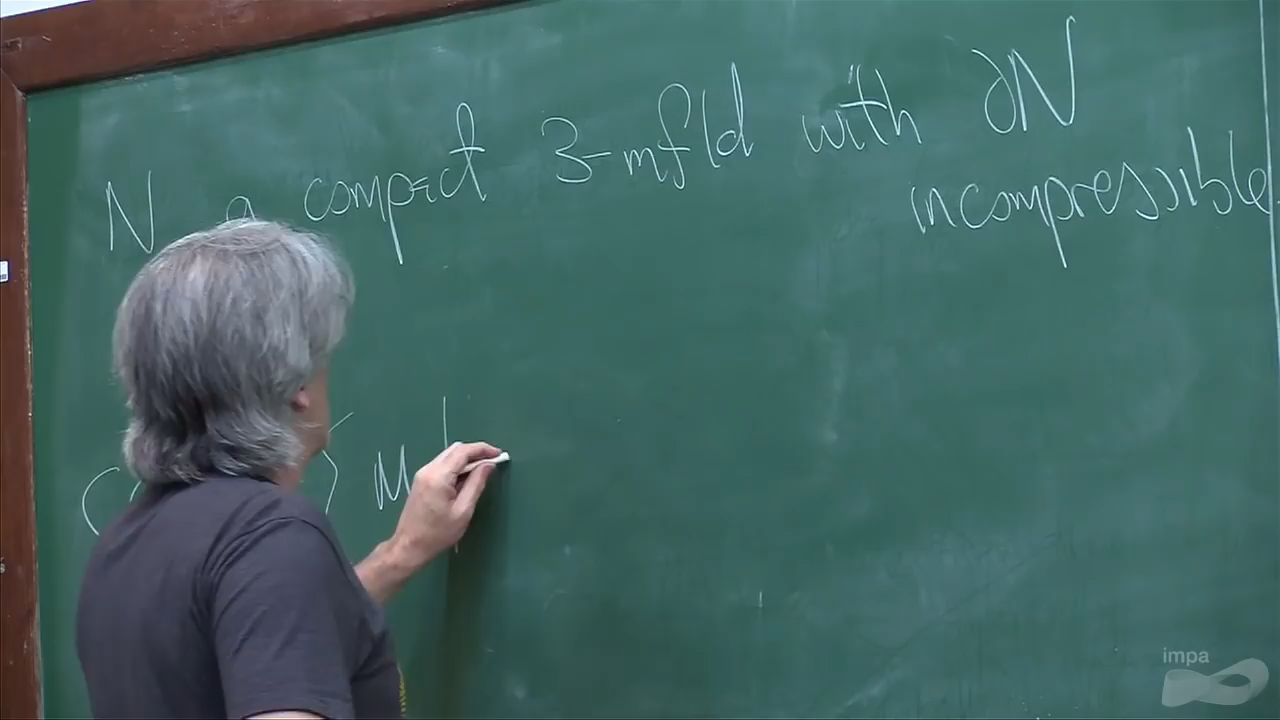 N a compact 3-mfld with ∂N
incompressible
impa